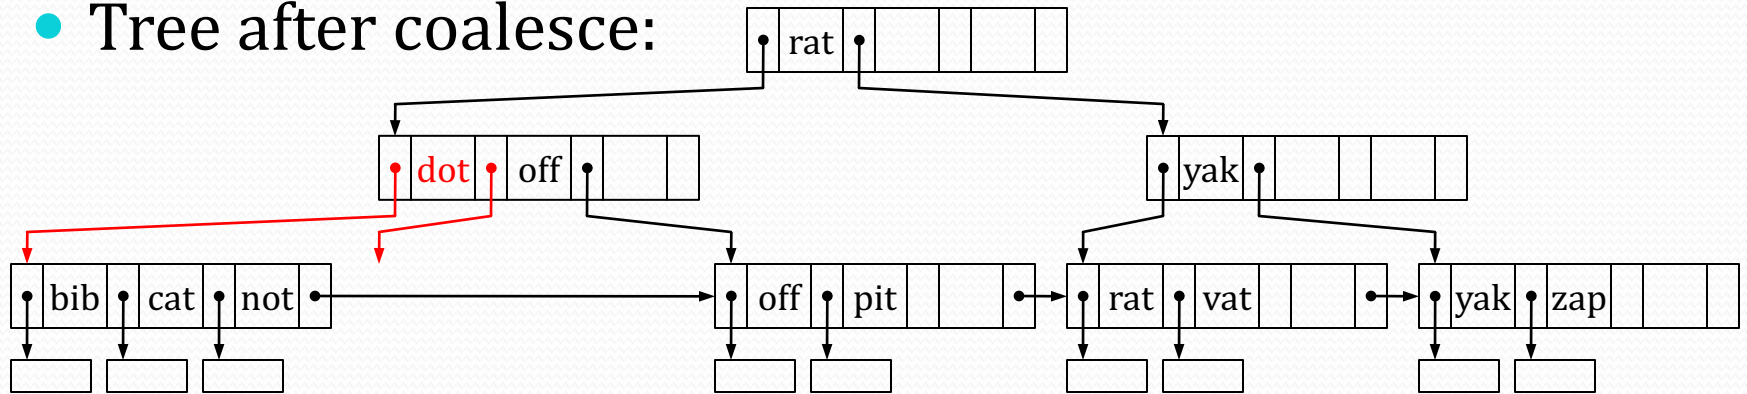 Tree after coalesce:
rat
dot off
yak
bib cat not
off pit
rat vat
yak zap